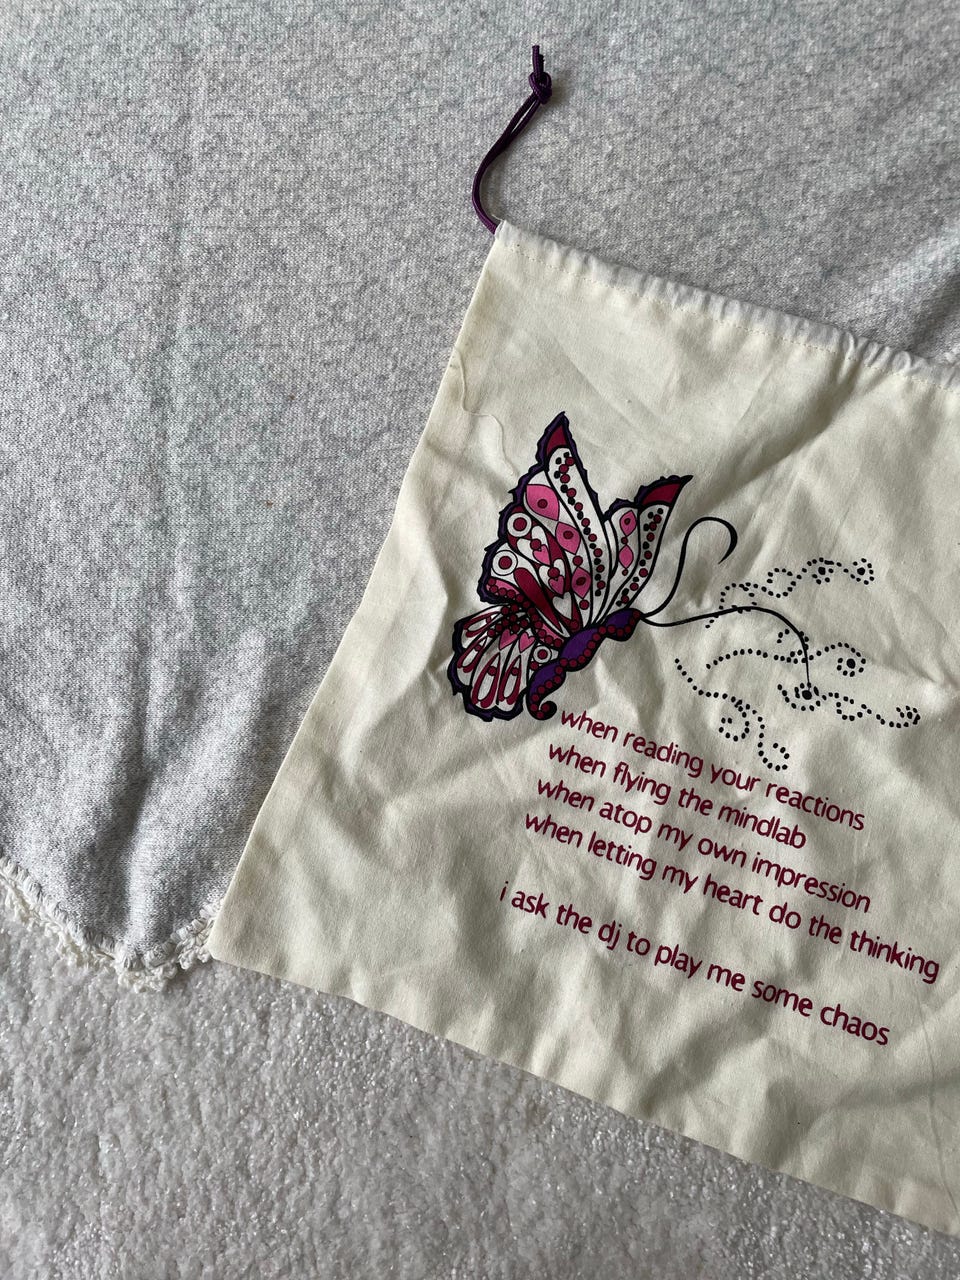 when reading your reactions
when flying the mindlab
when atop my own impression
when letting my heart do the thinking
i ask the dj to play me some chaos